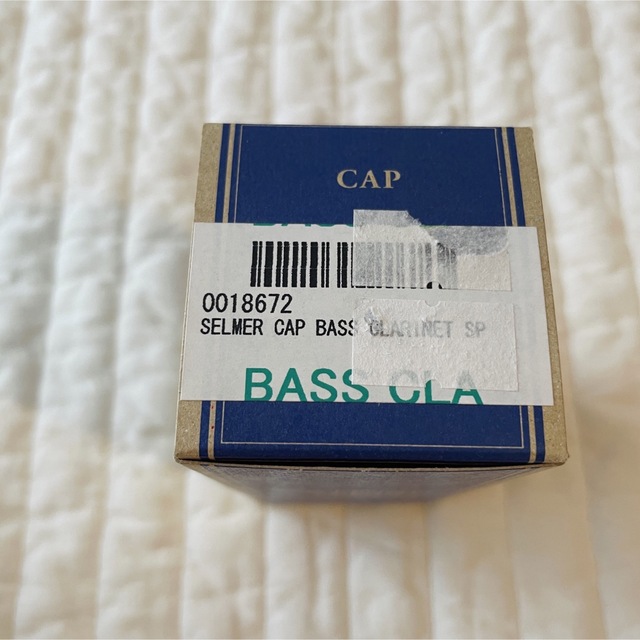 CAP
0018672
SELMER CAP BASS CLARINET SP
BASS CLA